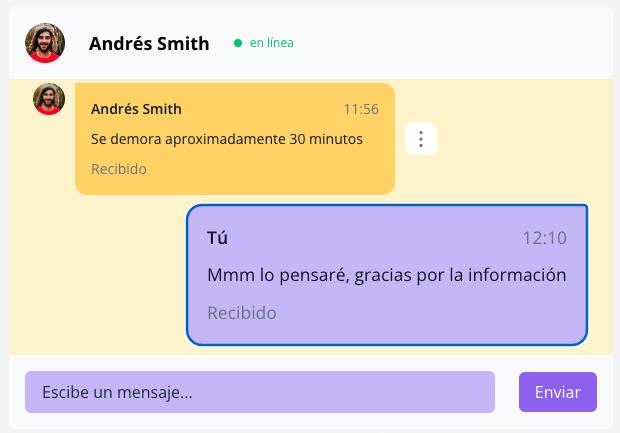 Andrés Smith
en línea
Andrés Smith 11:56
Se demora aproximadamente 30 minutos
Recibido
Tú 12:10
Mmm lo pensaré, gracias por la información
Recibido
Escribe un mensaje...
Enviar